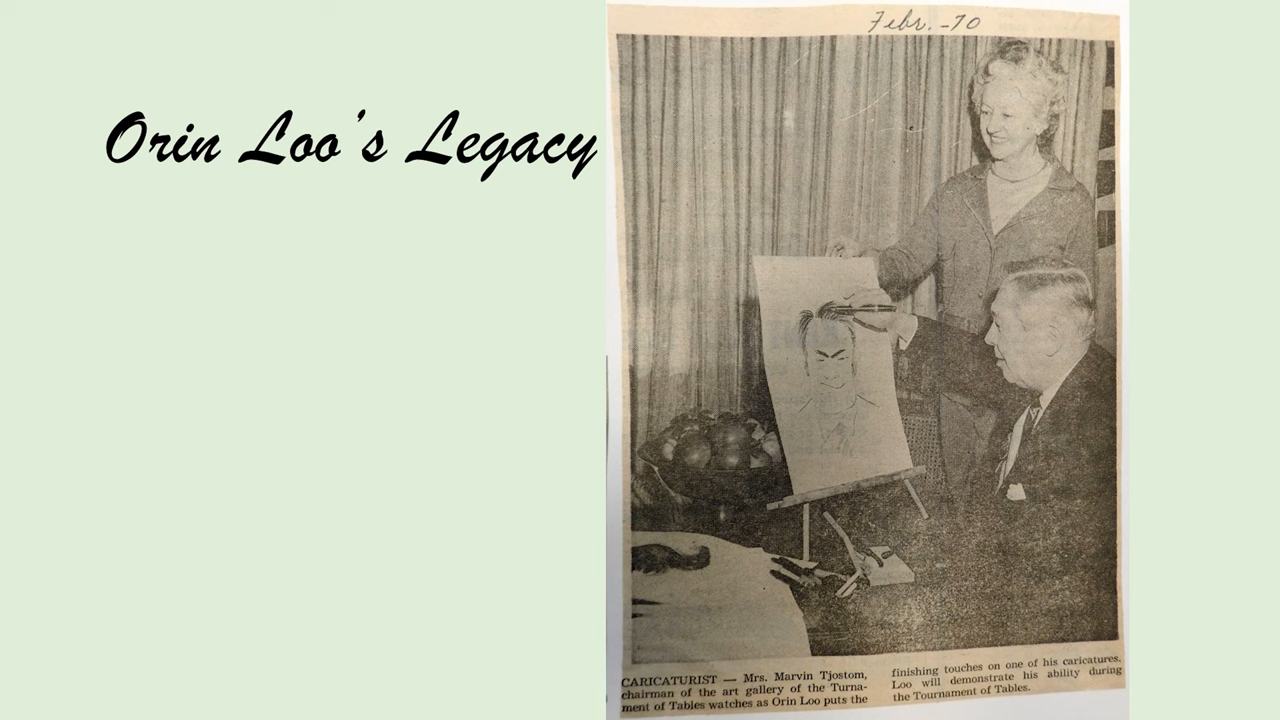 Orin Loo's Legacy
Febr. -70
CARICATURIST — Mrs. Marvin Tjostom,
chairman of the art gallery of the Turna-
ment of Tables watches as Orin Loo puts the
finishing touches on one of his caricatures.
Loo will demonstrate his ability during
the Tournament of Tables.